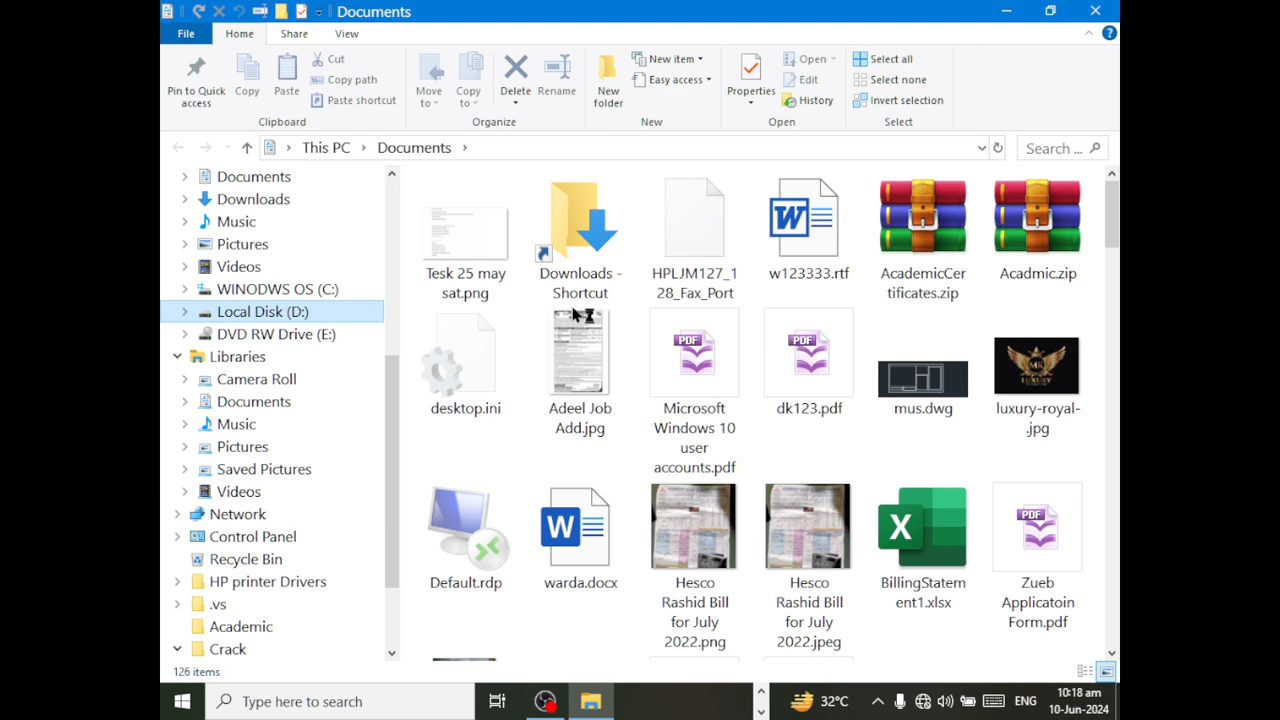 Documents
File
Home
Share
View
Pin to Quick access
Copy
Paste
Cut
Copy path
Paste shortcut
Clipboard
Move to
Copy to
Delete
Rename
Organize
New folder
New item
Easy access
New
Properties
Open
Edit
History
Open
Select all
Select none
Invert selection
Select
This PC
Documents
Search ...
Documents
Downloads
Music
Pictures
Videos
WINODWS OS (C:)
Local Disk (D:)
DVD RW Drive (E:)
Libraries
Camera Roll
Documents
Music
Pictures
Saved Pictures
Videos
Network
Control Panel
Recycle Bin
HP printer Drivers
.vs
Academic
Crack
Tesk 25 may
sat.png
Downloads -
Shortcut
HPLJM127_1
28_Fax_Port
w123333.rtf
AcademicCer
tificates.zip
Acadmic.zip
desktop.ini
Adeel Job
Add.jpg
PDF
Microsoft
Windows 10
user
accounts.pdf
PDF
dk123.pdf
mus.dwg
LUXURY
luxury-royal-
.jpg
Default.rdp
warda.docx
Hesco
Rashid Bill
for July
2022.png
Hesco
Rashid Bill
for July
2022.jpeg
BillingStatem
ent1.xlsx
PDF
Zueb
Applicatoin
Form.pdf
126 items
Type here to search
32°C
ENG
10:18 am
10-Jun-2024